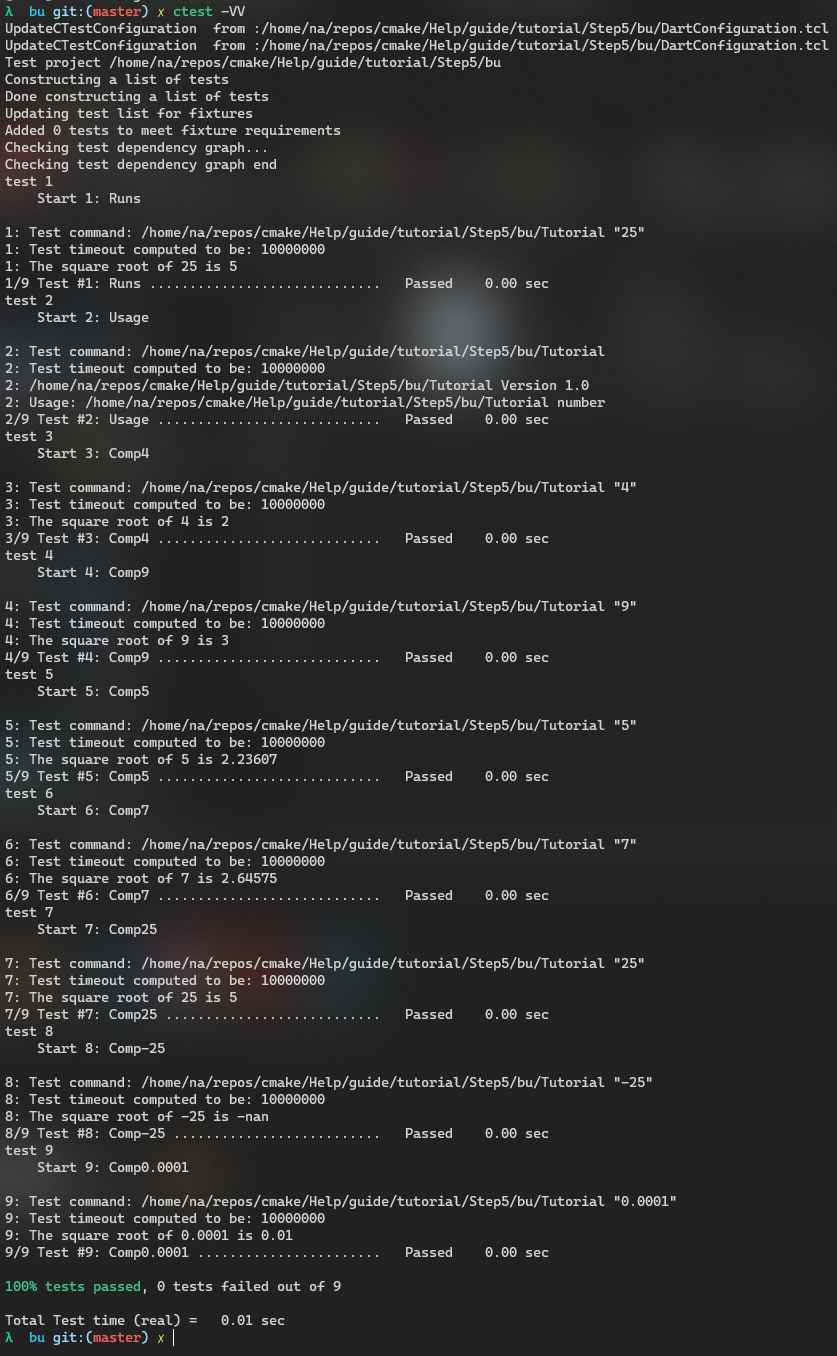 λ  bu git:(master) ✗ ctest -VV
UpdateCTestConfiguration  from :/home/na/repos/cmake/Help/guide/tutorial/Step5/bu/DartConfiguration.tcl
UpdateCTestConfiguration  from :/home/na/repos/cmake/Help/guide/tutorial/Step5/bu/DartConfiguration.tcl
Test project /home/na/repos/cmake/Help/guide/tutorial/Step5/bu
Constructing a list of tests
Done constructing a list of tests
Updating test list for fixtures
Added 0 tests to meet fixture requirements
Checking test dependency graph...
Checking test dependency graph end
test 1
    Start 1: Runs

1: Test command: /home/na/repos/cmake/Help/guide/tutorial/Step5/bu/Tutorial "25"
1: Test timeout computed to be: 10000000
1: The square root of 25 is 5
1/9 Test #1: Runs .............................   Passed    0.00 sec
test 2
    Start 2: Usage

2: Test command: /home/na/repos/cmake/Help/guide/tutorial/Step5/bu/Tutorial
2: Test timeout computed to be: 10000000
2: /home/na/repos/cmake/Help/guide/tutorial/Step5/bu/Tutorial Version 1.0
2: Usage: /home/na/repos/cmake/Help/guide/tutorial/Step5/bu/Tutorial number
2/9 Test #2: Usage ............................   Passed    0.00 sec
test 3
    Start 3: Comp4

3: Test command: /home/na/repos/cmake/Help/guide/tutorial/Step5/bu/Tutorial "4"
3: Test timeout computed to be: 10000000
3: The square root of 4 is 2
3/9 Test #3: Comp4 ............................   Passed    0.00 sec
test 4
    Start 4: Comp9

4: Test command: /home/na/repos/cmake/Help/guide/tutorial/Step5/bu/Tutorial "9"
4: Test timeout computed to be: 10000000
4: The square root of 9 is 3
4/9 Test #4: Comp9 ............................   Passed    0.00 sec
test 5
    Start 5: Comp5

5: Test command: /home/na/repos/cmake/Help/guide/tutorial/Step5/bu/Tutorial "5"
5: Test timeout computed to be: 10000000
5: The square root of 5 is 2.23607
5/9 Test #5: Comp5 ............................   Passed    0.00 sec
test 6
    Start 6: Comp7

6: Test command: /home/na/repos/cmake/Help/guide/tutorial/Step5/bu/Tutorial "7"
6: Test timeout computed to be: 10000000
6: The square root of 7 is 2.64575
6/9 Test #6: Comp7 ............................   Passed    0.00 sec
test 7
    Start 7: Comp25

7: Test command: /home/na/repos/cmake/Help/guide/tutorial/Step5/bu/Tutorial "25"
7: Test timeout computed to be: 10000000
7: The square root of 25 is 5
7/9 Test #7: Comp25 ...........................   Passed    0.00 sec
test 8
    Start 8: Comp-25

8: Test command: /home/na/repos/cmake/Help/guide/tutorial/Step5/bu/Tutorial "-25"
8: Test timeout computed to be: 10000000
8: The square root of -25 is -nan
8/9 Test #8: Comp-25 ..........................   Passed    0.00 sec
test 9
    Start 9: Comp0.0001

9: Test command: /home/na/repos/cmake/Help/guide/tutorial/Step5/bu/Tutorial "0.0001"
9: Test timeout computed to be: 10000000
9: The square root of 0.0001 is 0.01
9/9 Test #9: Comp0.0001 .......................   Passed    0.00 sec

100% tests passed, 0 tests failed out of 9

Total Test time (real) =   0.01 sec
λ  bu git:(master) ✗